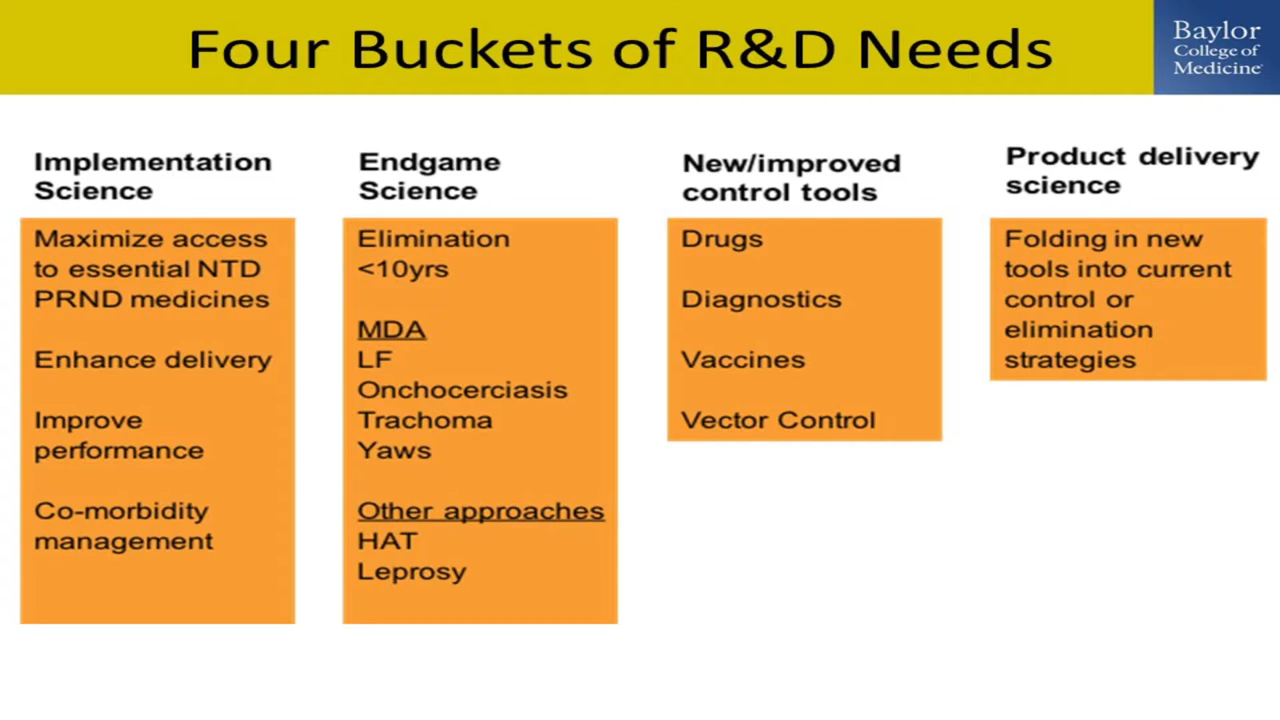 Four Buckets of R&D Needs
Baylor
College of
Medicine
Implementation
Science
Maximize access
to essential NTD
PRND medicines
Enhance delivery
Improve
performance
Co-morbidity
management
Endgame
Science
Elimination
<10yrs
MDA
LF
Onchocerciasis
Trachoma
Yaws
Other approaches
HAT
Leprosy
New/improved
control tools
Drugs
Diagnostics
Vaccines
Vector Control
Product delivery
science
Folding in new
tools into current
control or
elimination
strategies